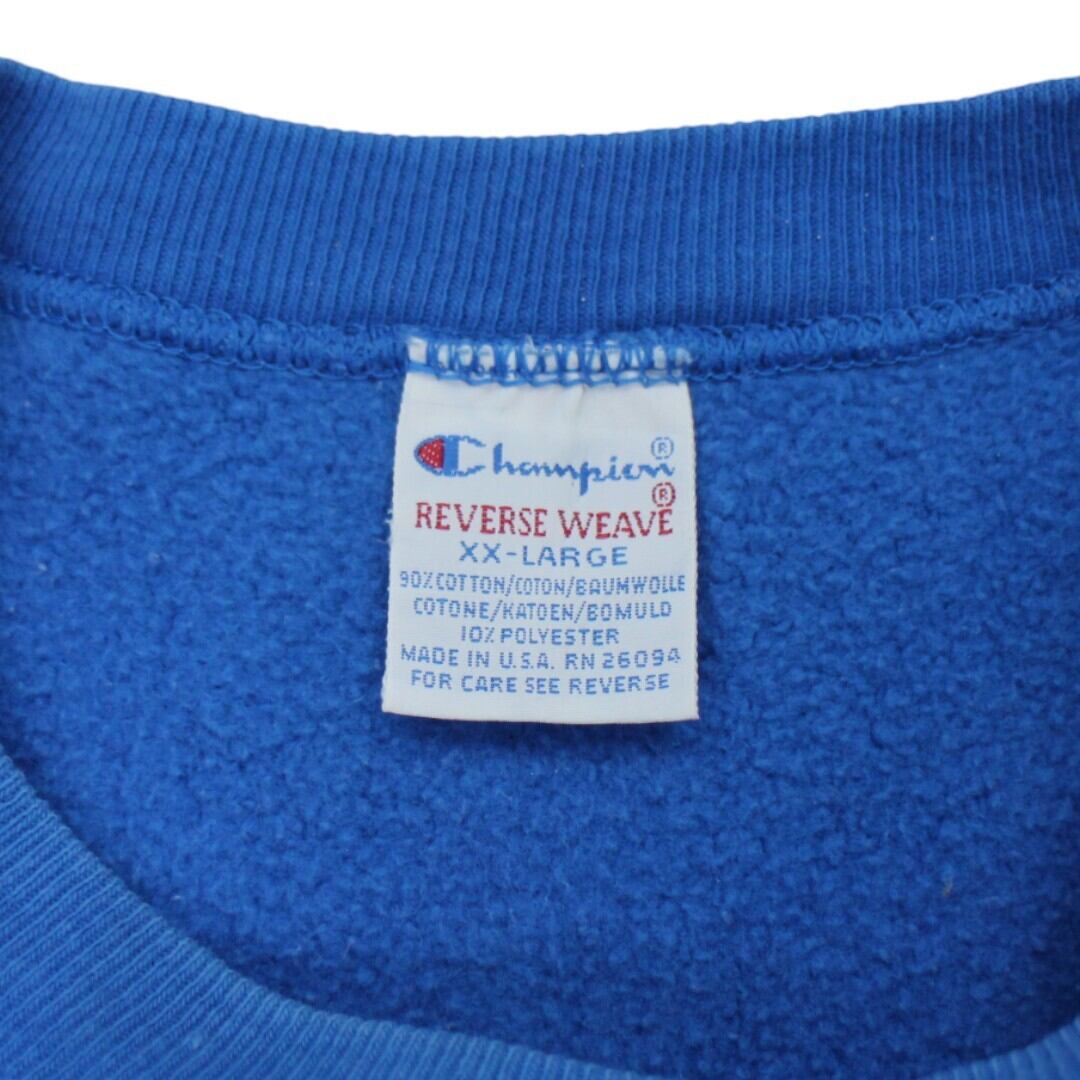 Champion®
REVERSE WEAVE®
XX-LARGE
90% COTTON/COTON/BAUMWOLLE
COTONE/KATOEN/BOMULD
10% POLYESTER
MADE IN U.S.A. RN 26094
FOR CARE SEE REVERSE